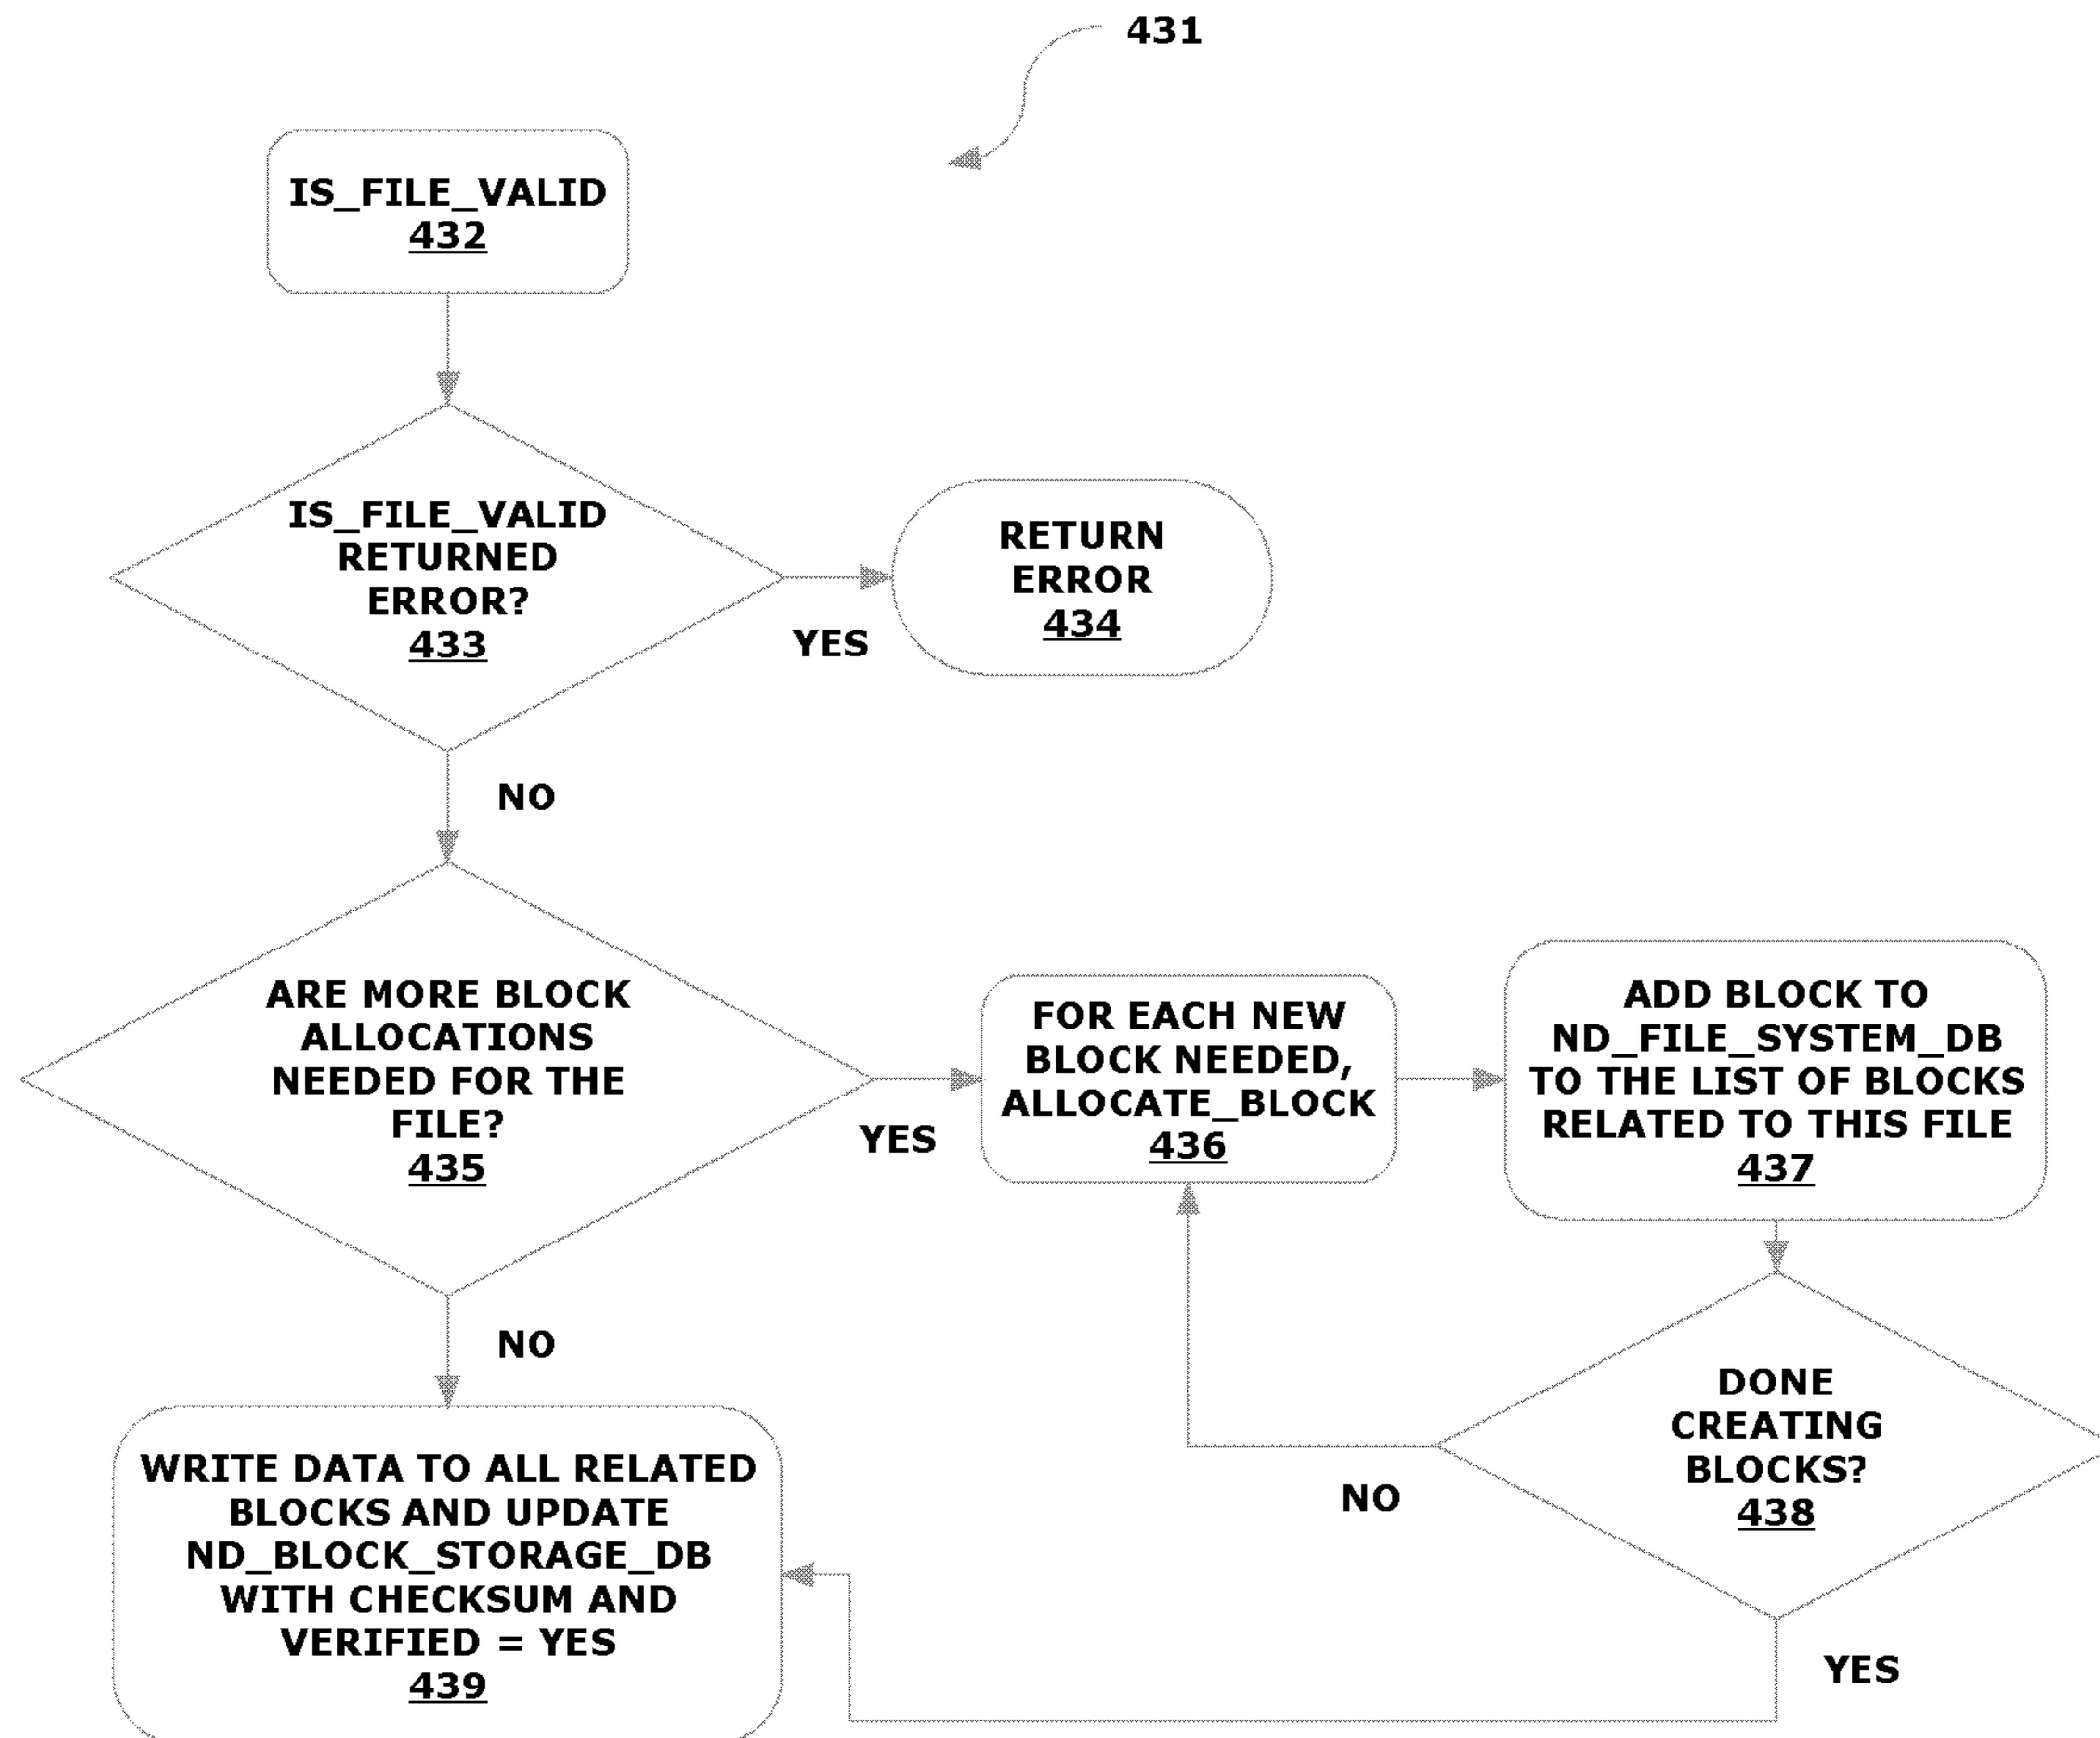 431
IS_FILE_VALID
432
IS_FILE_VALID
RETURNED
ERROR?
433
YES
RETURN
ERROR
434
NO
ARE MORE BLOCK
ALLOCATIONS
NEEDED FOR THE
FILE?
435
YES
FOR EACH NEW
BLOCK NEEDED,
ALLOCATE_BLOCK
436
ADD BLOCK TO
ND_FILE_SYSTEM_DB
TO THE LIST OF BLOCKS
RELATED TO THIS FILE
437
DONE
CREATING
BLOCKS?
438
NO
YES
NO
WRITE DATA TO ALL RELATED
BLOCKS AND UPDATE
ND_BLOCK_STORAGE_DB
WITH CHECKSUM AND
VERIFIED = YES
439